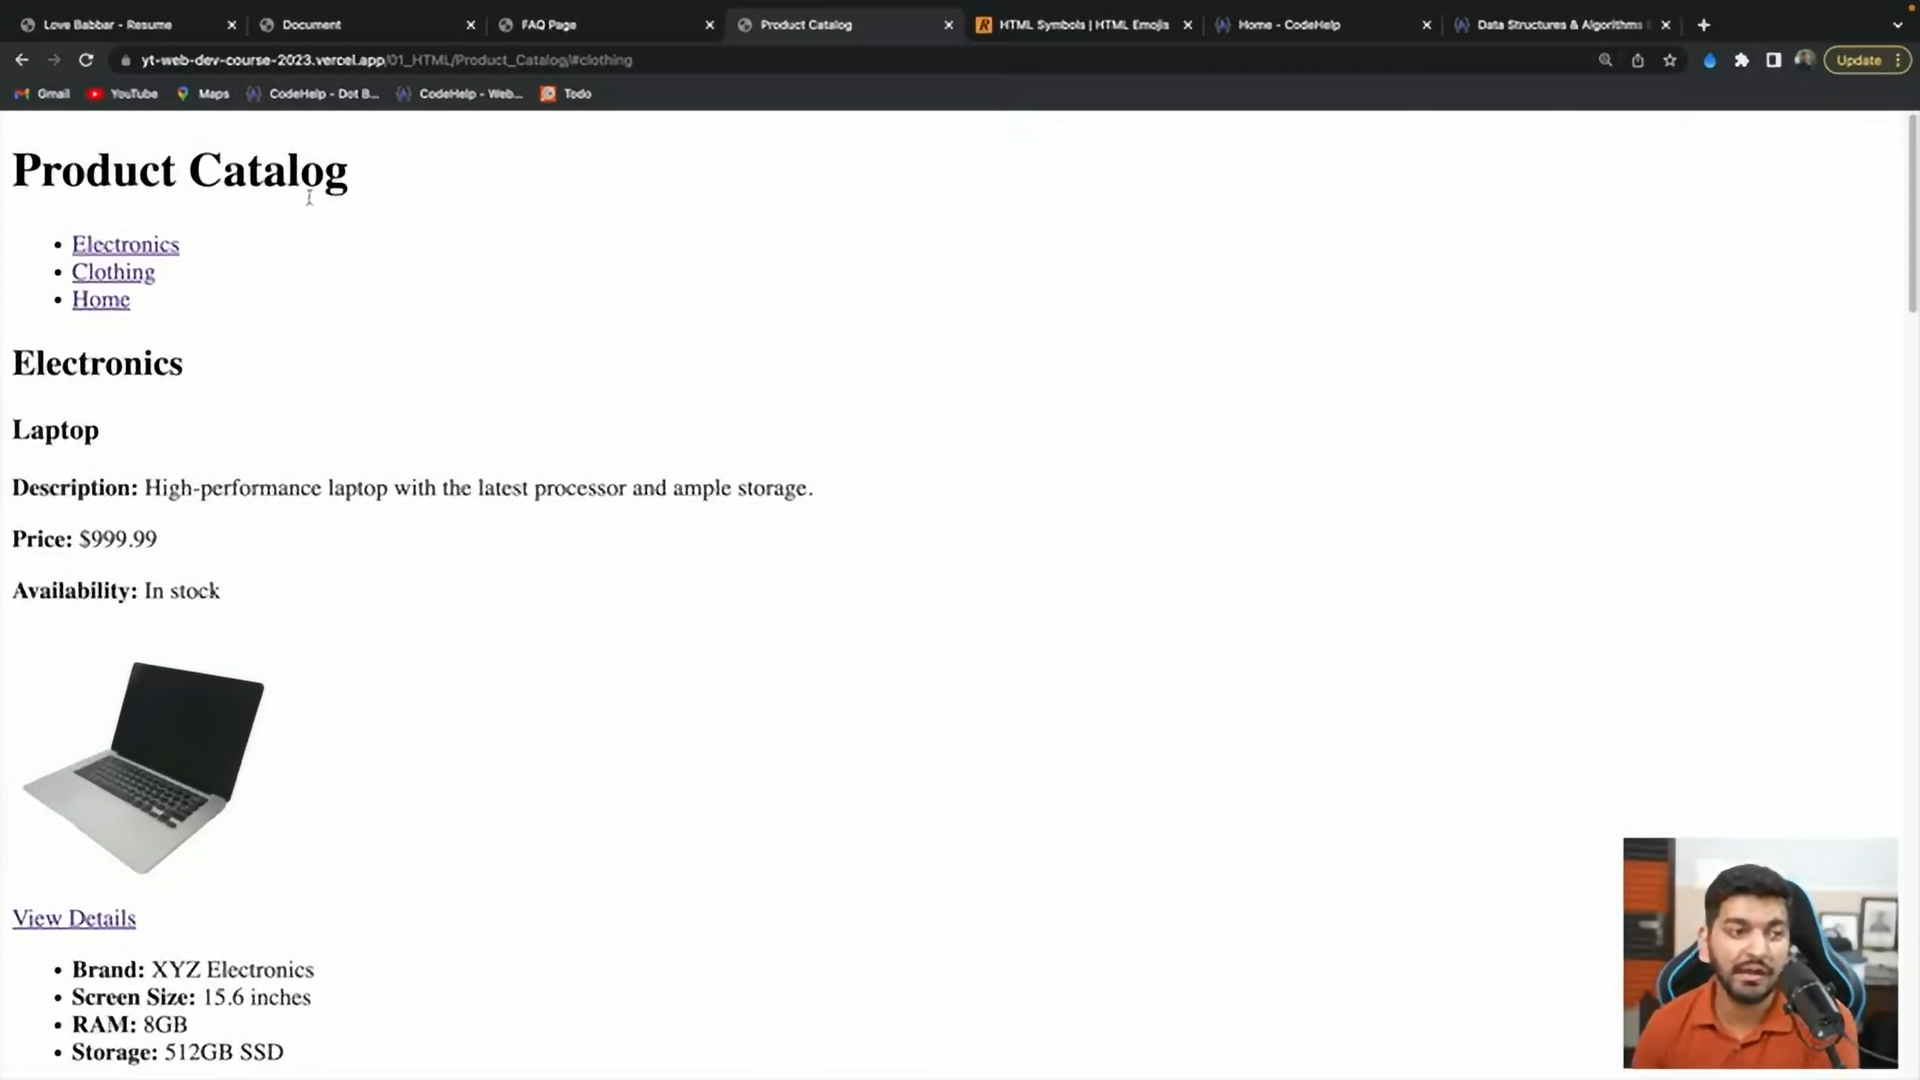 Love Babbar - Resume
Document
FAQ Page
Product Catalog
HTML Symbols | HTML Emojis
Home - CodeHelp
Data Structures & Algorithms
yt-web-dev-course-2023.vercel.app/01_HTML/Product_Catalog/#clothing
Update
Gmail
YouTube
Maps
CodeHelp - Dot B...
CodeHelp - Web...
Todo
Product Catalog
• Electronics
• Clothing
• Home
Electronics
Laptop
Description: High-performance laptop with the latest processor and ample storage.
Price: $999.99
Availability: In stock
View Details
• Brand: XYZ Electronics
• Screen Size: 15.6 inches
• RAM: 8GB
• Storage: 512GB SSD